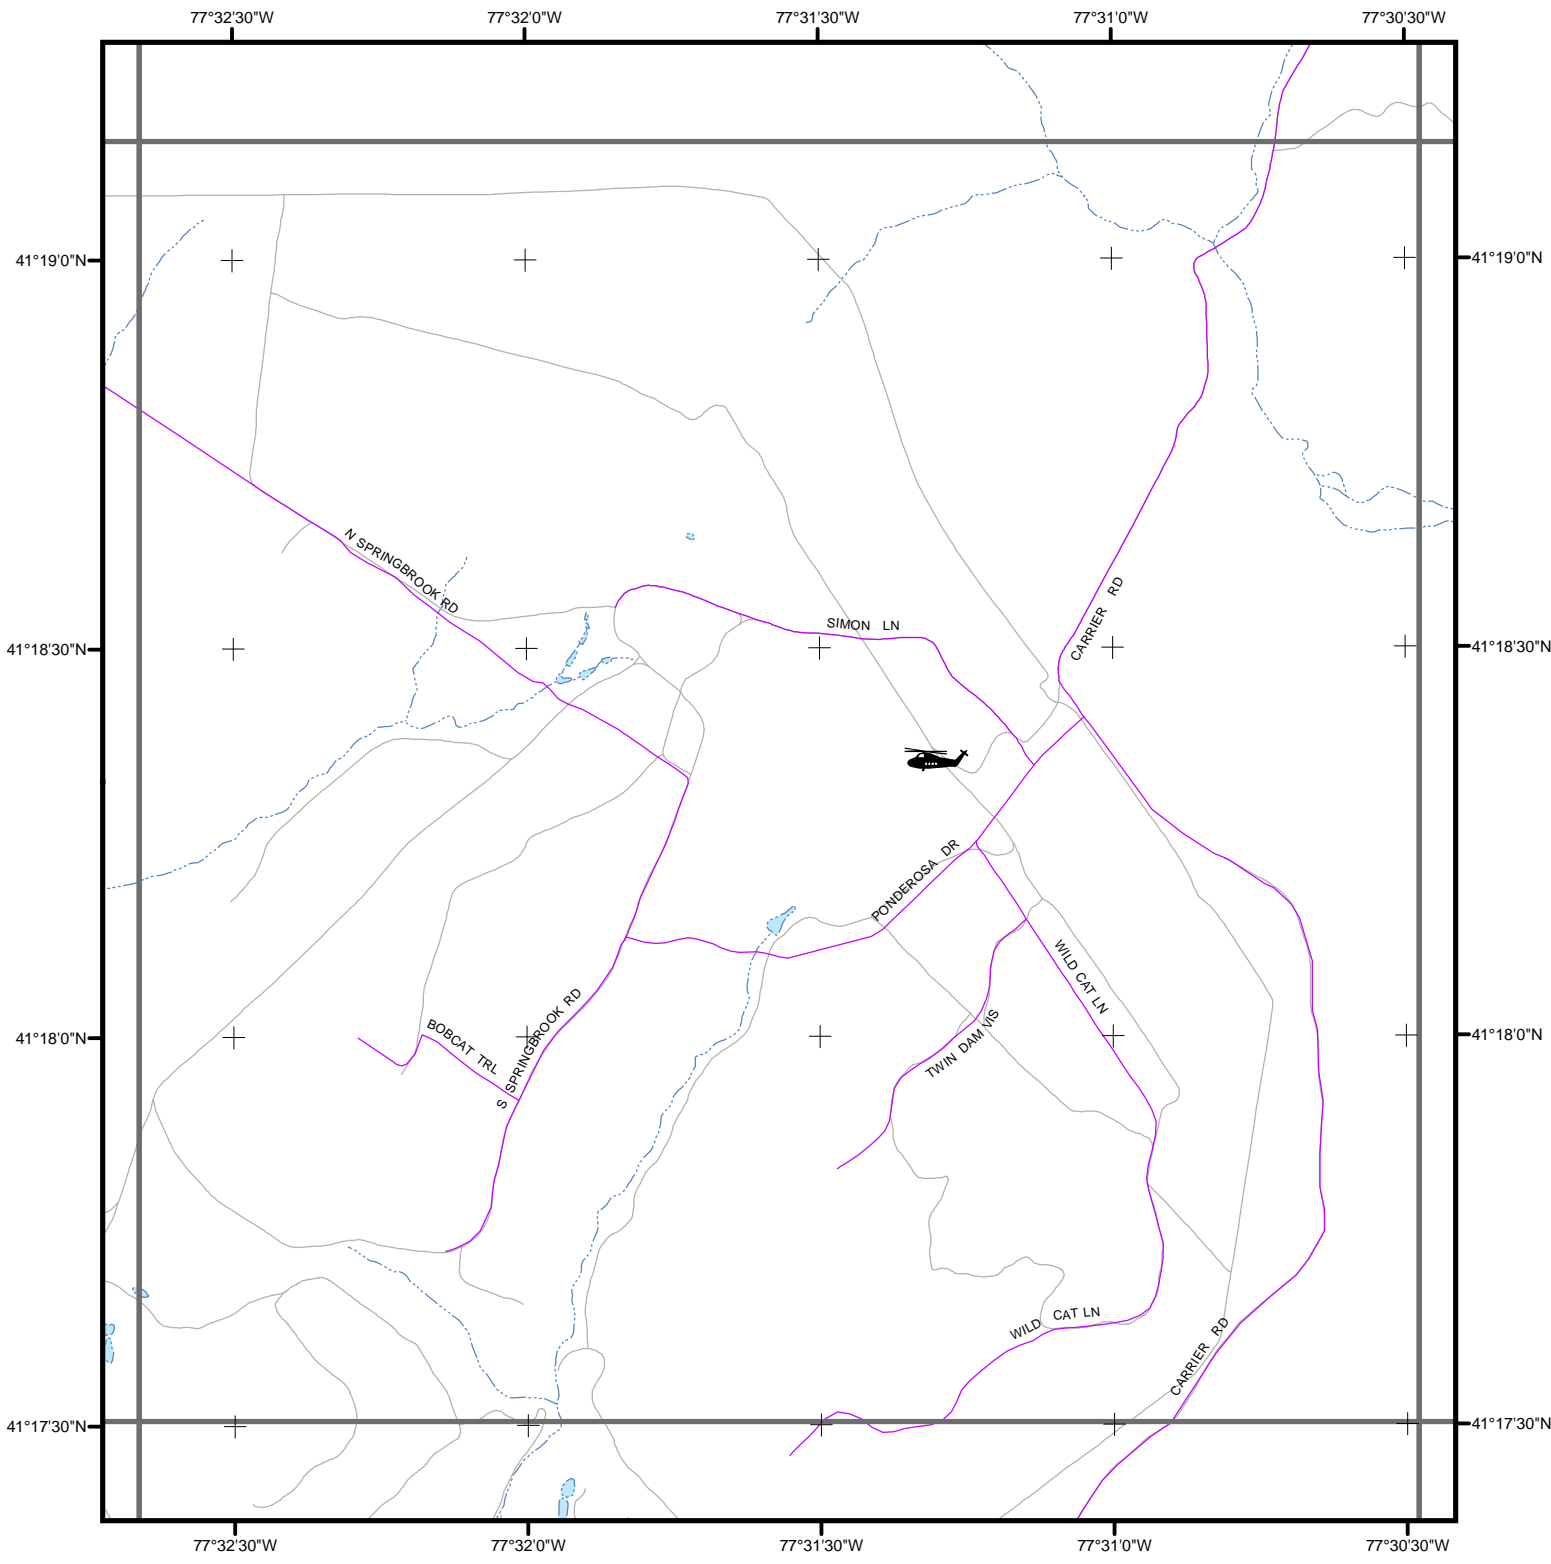 77°32'30"W 77°32'0"W 77°31'30"W 77°31'0"W 77°30'30"W
41°19'0"N 41°19'0"N
N SPRINGBROOK RD
CARRIER RD
SIMON LN
41°18'30"N 41°18'30"N
PONDEROSA DR
WILD CAT LN
S SPRINGBROOK RD
BOBCAT TRL
TWIN DAM VIS
41°18'0"N 41°18'0"N
WILD CAT LN
CARRIER RD
41°17'30"N 41°17'30"N
77°32'30"W 77°32'0"W 77°31'30"W 77°31'0"W 77°30'30"W